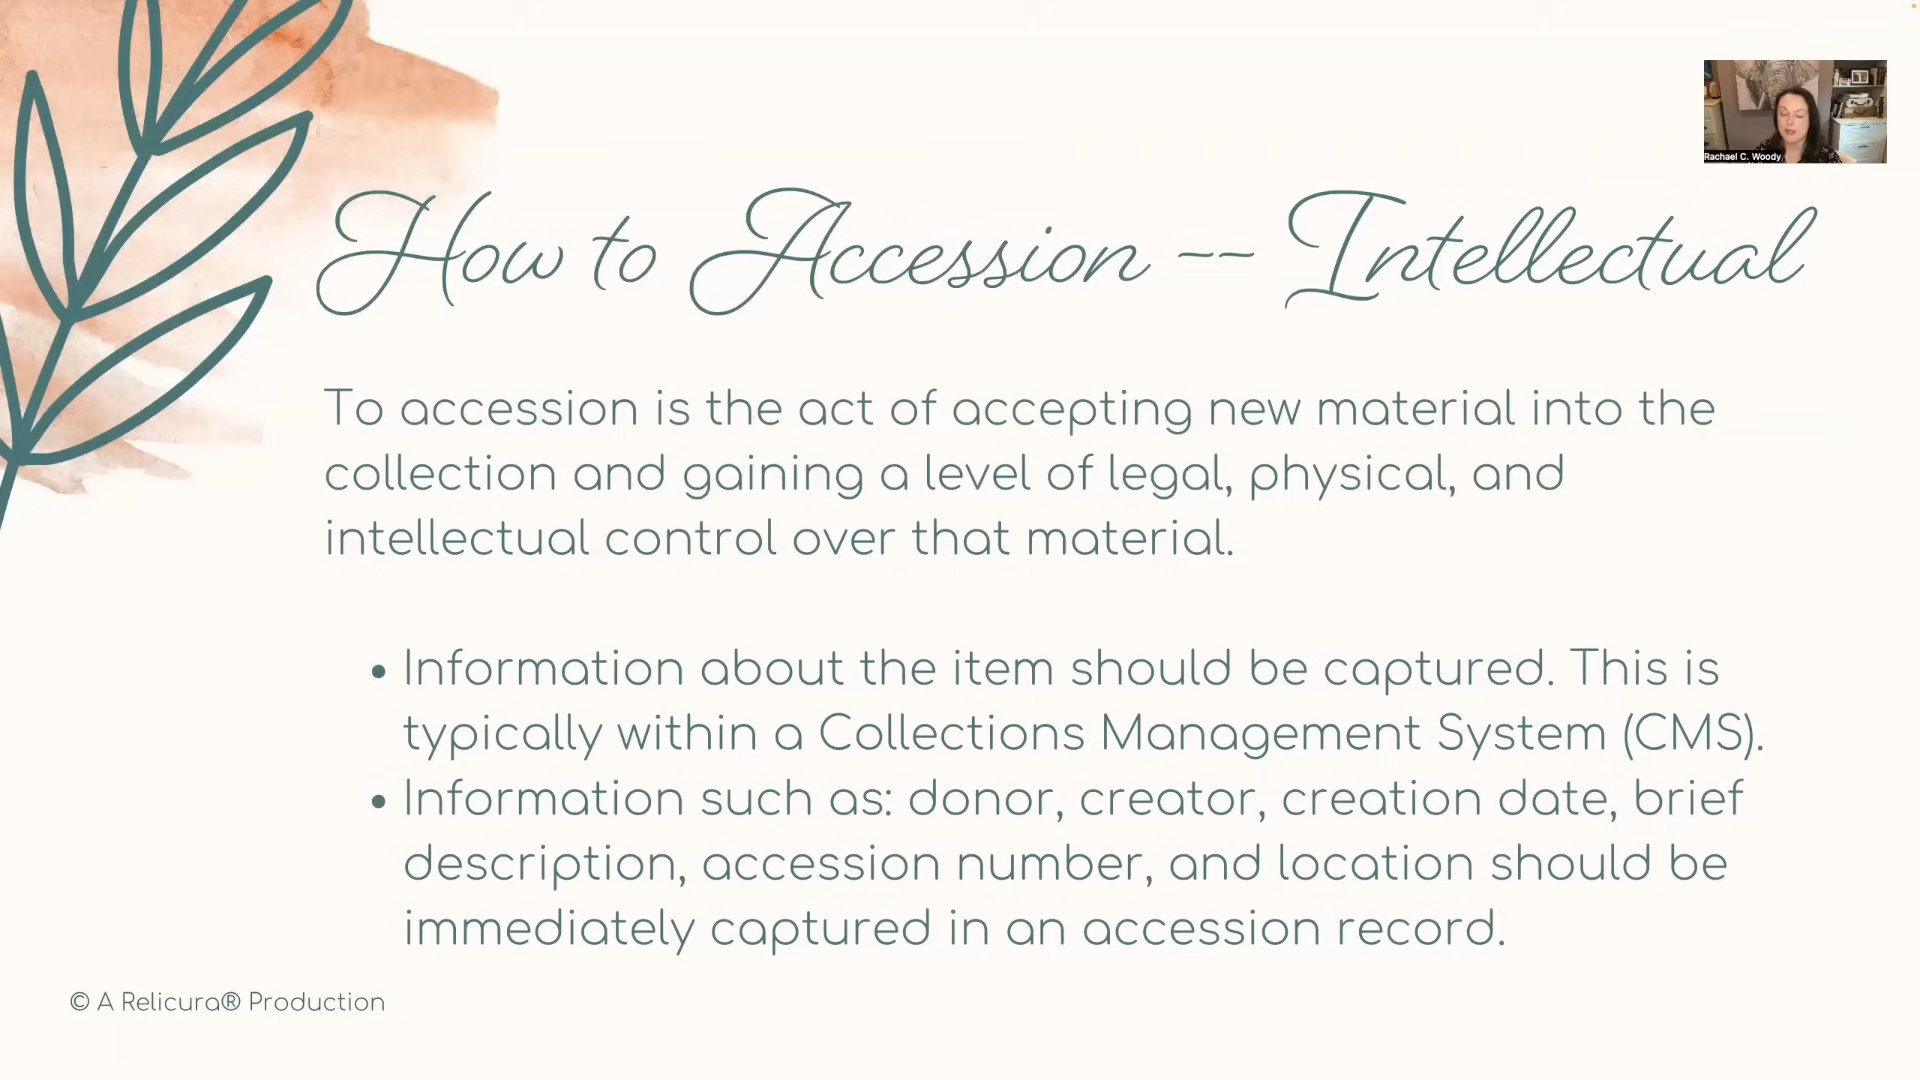 Rachael C. Woody
How to Accession -- Intellectual
To accession is the act of accepting new material into the
collection and gaining a level of legal, physical, and
intellectual control over that material.
• Information about the item should be captured. This is
typically within a Collections Management System (CMS).
• Information such as: donor, creator, creation date, brief
description, accession number, and location should be
immediately captured in an accession record.
© A Relicura® Production